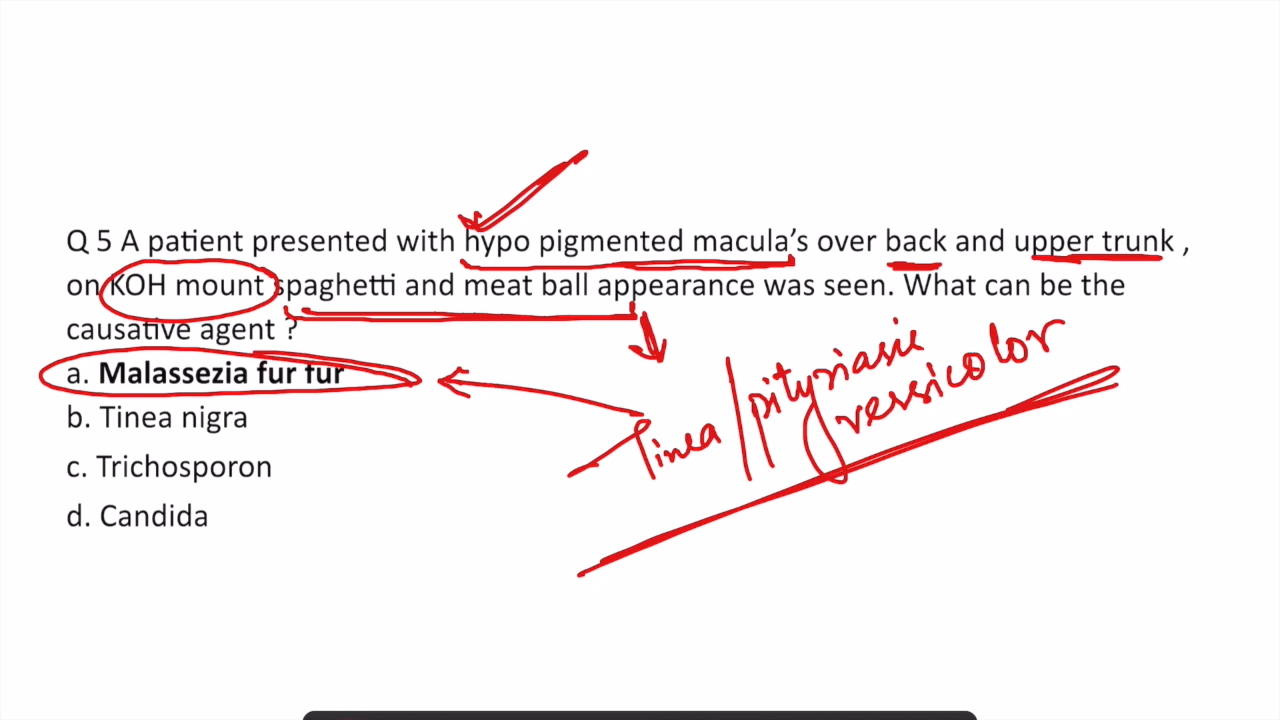 Q 5 A patient presented with hypo pigmented macula's over back and upper trunk ,
on KOH mount spaghetti and meat ball appearance was seen. What can be the
causative agent ?
a. Malassezia fur fur
b. Tinea nigra
c. Trichosporon
d. Candida
Tinea / pityriasis
versicolor